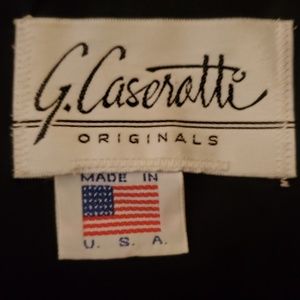 G. Caserotti
ORIGINALS
MADE IN
U. S. A.